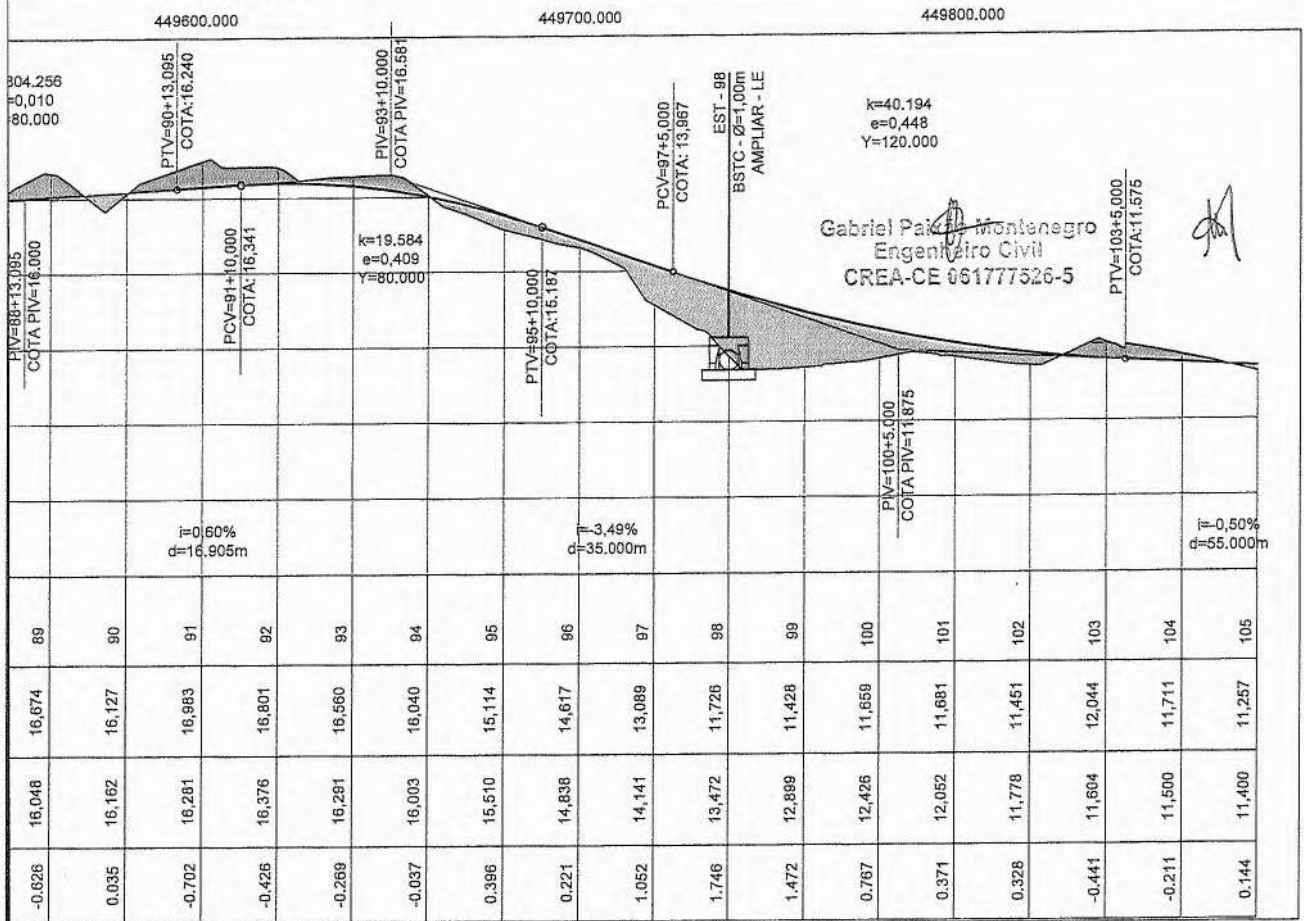 449600.000
449700.000
449800.000
304.256
=0,010
=80.000
PTV=90+13,095
COTA:16.240
PIV=93+10.000
COTA PIV=16.581
PCV=97+5,000
COTA: 13,967
EST - 98
BSTC - Ø=1,00m
AMPLIAR - LE
k=40.194
e=0,448
Y=120.000
Gabriel Montenegro
Engenheiro Civil
CREA-CE 061777526-5
PTV=103+5,000
COTA:11.575
PIV=88+13.095
COTA PIV=16.000
PCV=91+10,000
COTA:16,341
k=19.584
e=0,409
Y=80,000
PTV=95+10,000
COTA:15.187
PIV=100+5.000
COTA PIV=11.875
i=0,60%
d=16.905m
i=-3,49%
d=35.000m
i=-0,50%
d=55.000m
89 90 91 92 93 94 95 96 97 98 99 100 101 102 103 104 105
16,674 16,127 16,983 16,801 16,560 16,040 15,114 14,617 13,089 11,726 11,428 11,659 11,681 11,451 12,044 11,711 11,257
16,048 16,162 16,281 16,376 16,291 16,003 15,510 14,838 14,141 13,472 12,899 12,426 12,052 11,778 11,604 11,500 11,400
-0.626 0.035 -0.702 -0.426 -0.269 -0.037 0.396 0.221 1.052 1.746 1.472 0.767 0.371 0.328 -0.441 -0.211 0.144